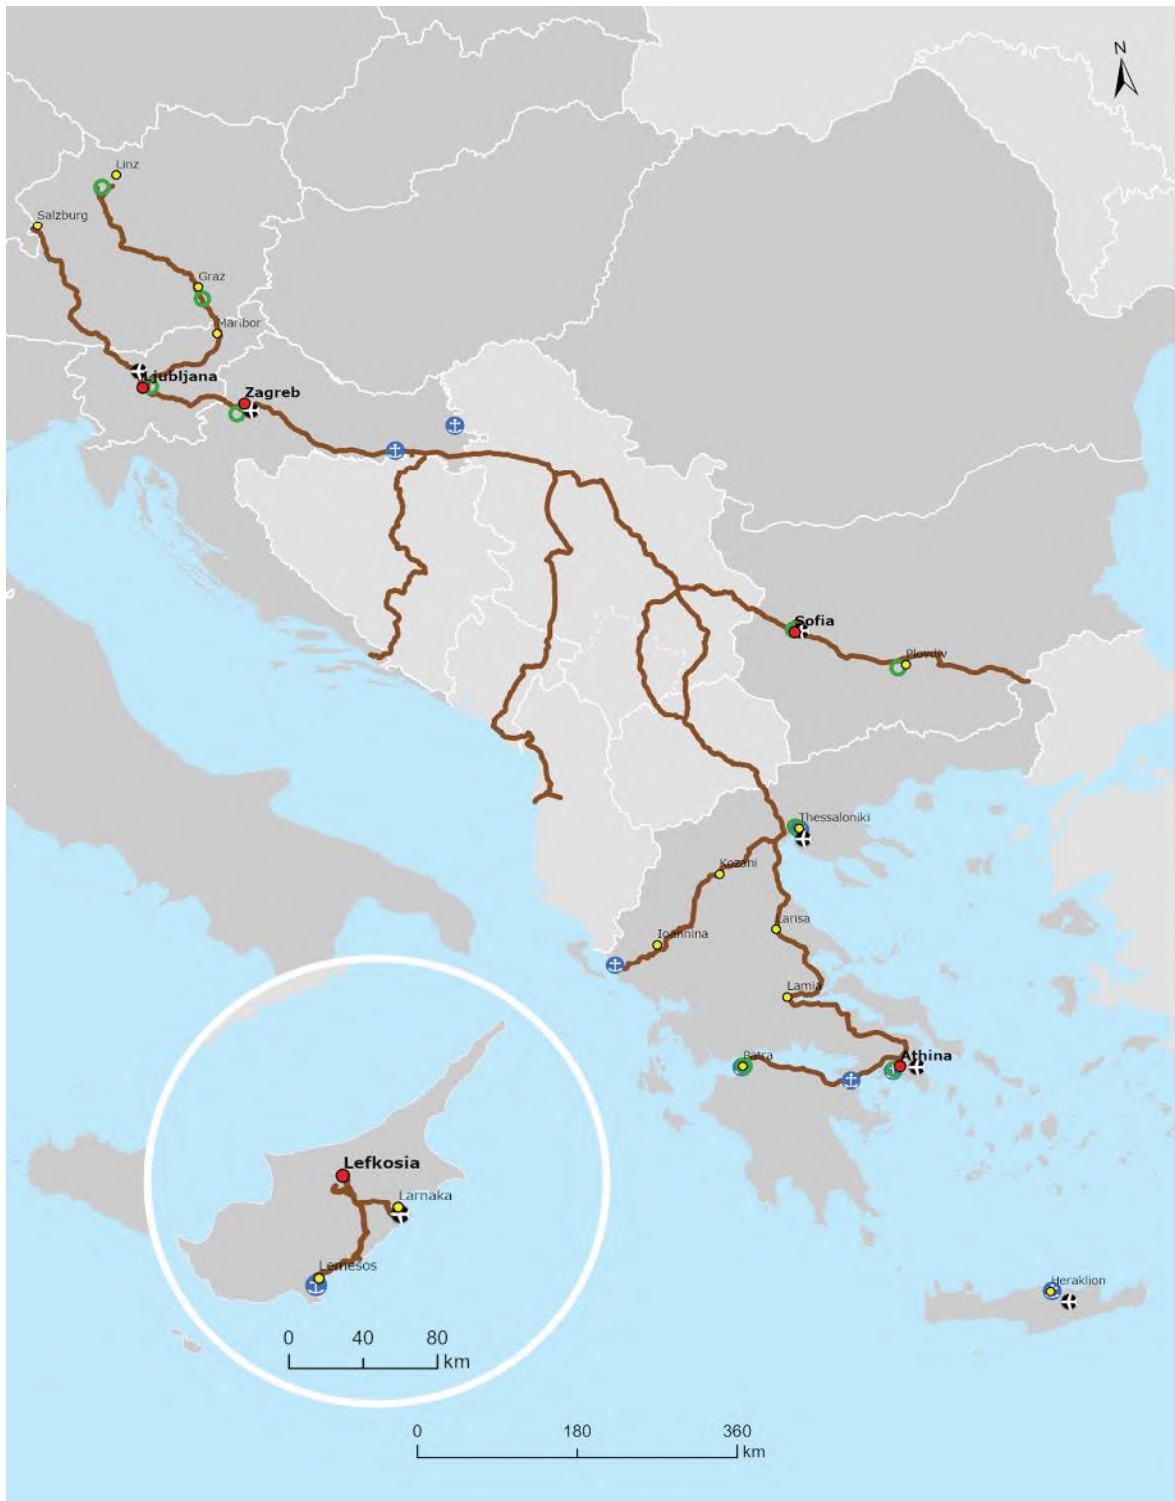 N
Linz
Salzburg
Graz
Maribor
Ljubljana
Zagreb
Sofia
Plovdiv
Thessaloniki
Kozani
Larisa
Ioannina
Lamia
Patra
Athina
Lefkosia
Larnaka
Lemesos
Heraklion
0 40 80
km
0 180 360
km